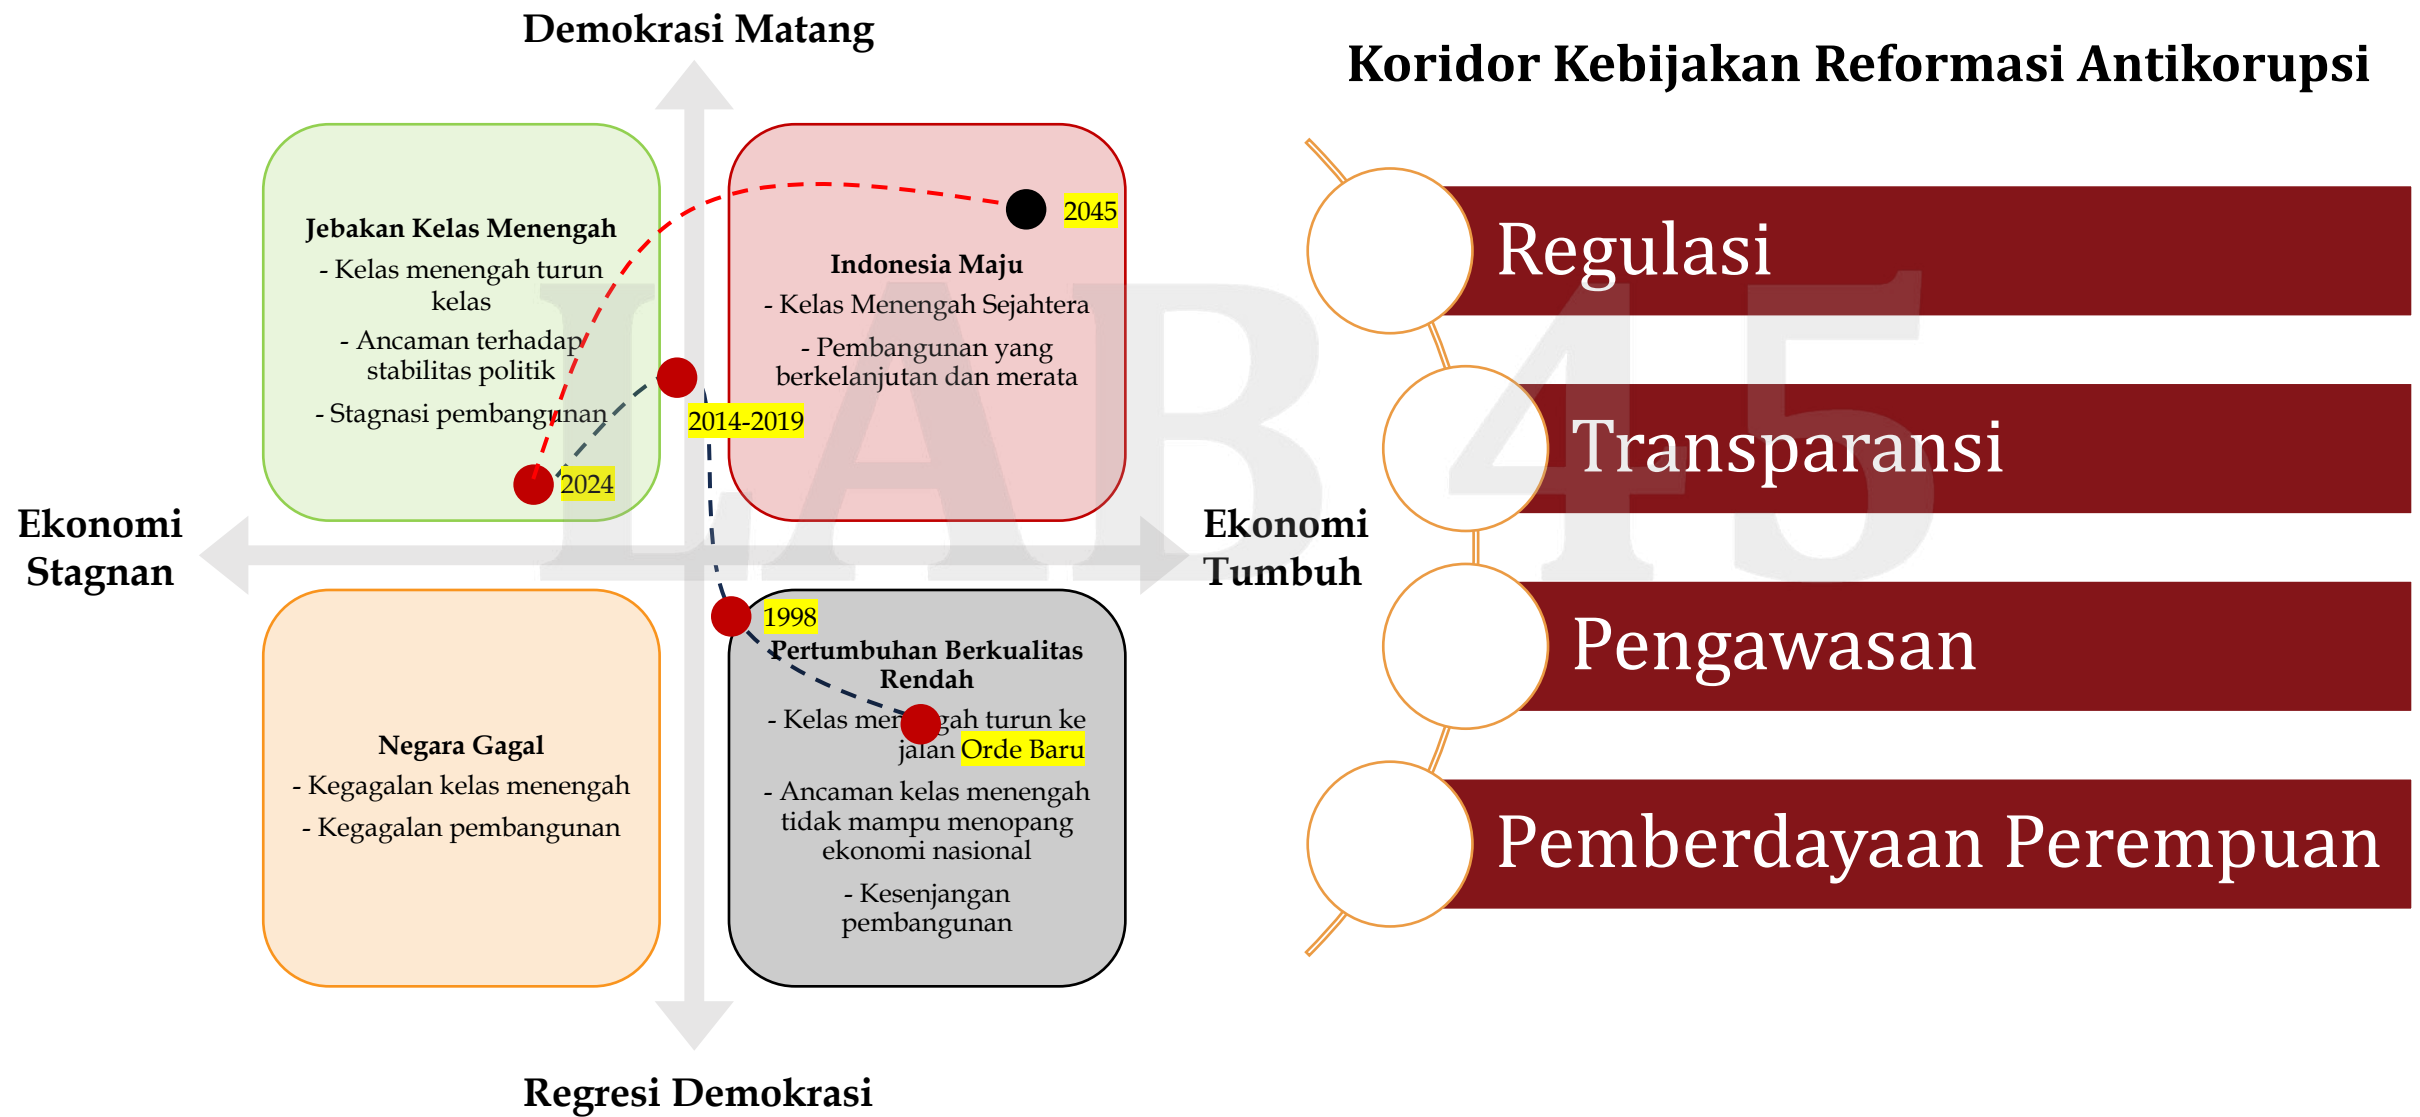 Demokrasi Matang
Jebakan Kelas Menengah
- Kelas menengah turun
kelas
- Ancaman terhadap
stabilitas politik
- Stagnasi pembangunan
2024
2014-2019
2045
Indonesia Maju
- Kelas Menengah Sejahtera
- Pembangunan yang
berkelanjutan dan merata
Ekonomi
Stagnan
Ekonomi
Tumbuh
Negara Gagal
- Kegagalan kelas menengah
- Kegagalan pembangunan
1998
Pertumbuhan Berkualitas
Rendah
- Kelas menengah turun ke
jalan Orde Baru
- Ancaman kelas menengah
tidak mampu menopang
ekonomi nasional
- Kesenjangan
pembangunan
Regresi Demokrasi
Koridor Kebijakan Reformasi Antikorupsi
Regulasi
Transparansi
Pengawasan
Pemberdayaan Perempuan
LAB 45